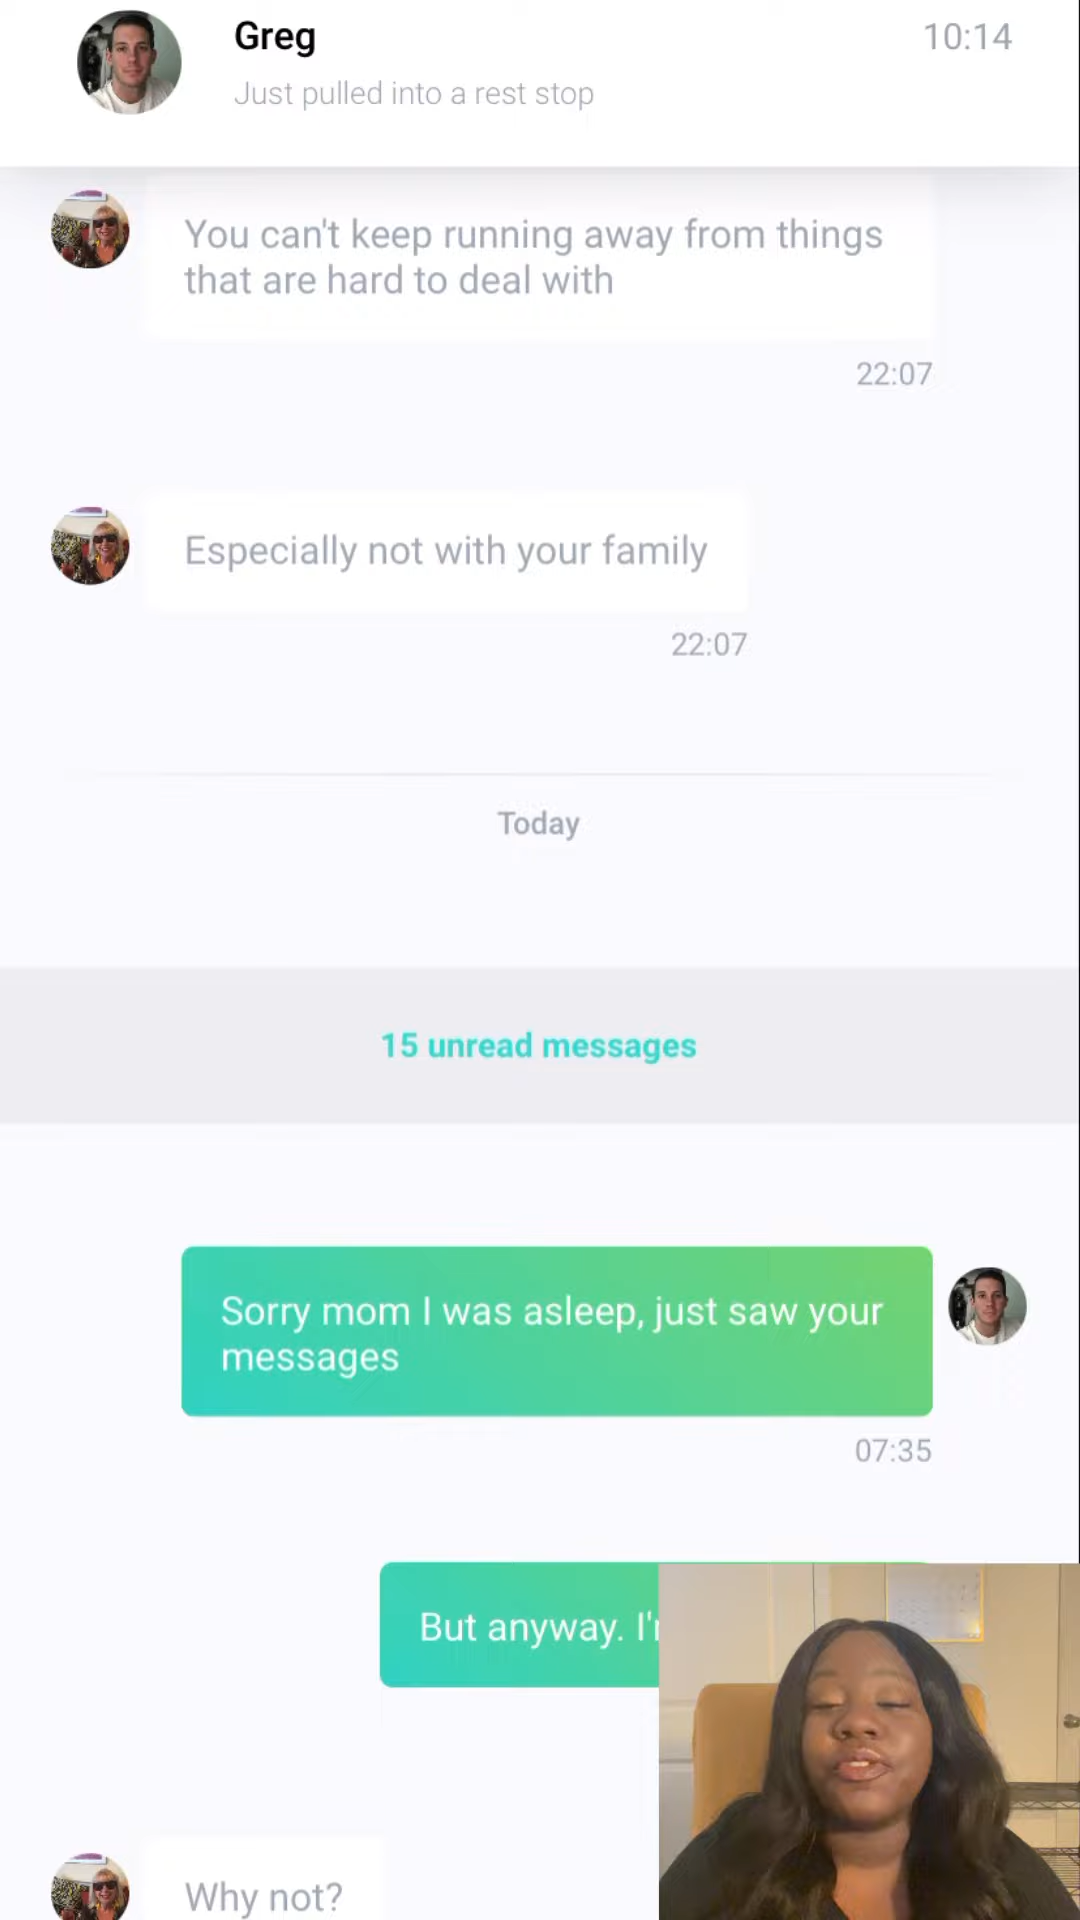 Greg
10:14
Just pulled into a rest stop
You can't keep running away from things
that are hard to deal with
22:07
Especially not with your family
22:07
Today
15 unread messages
Sorry mom I was asleep, just saw your
messages
07:35
But anyway.
Why not?